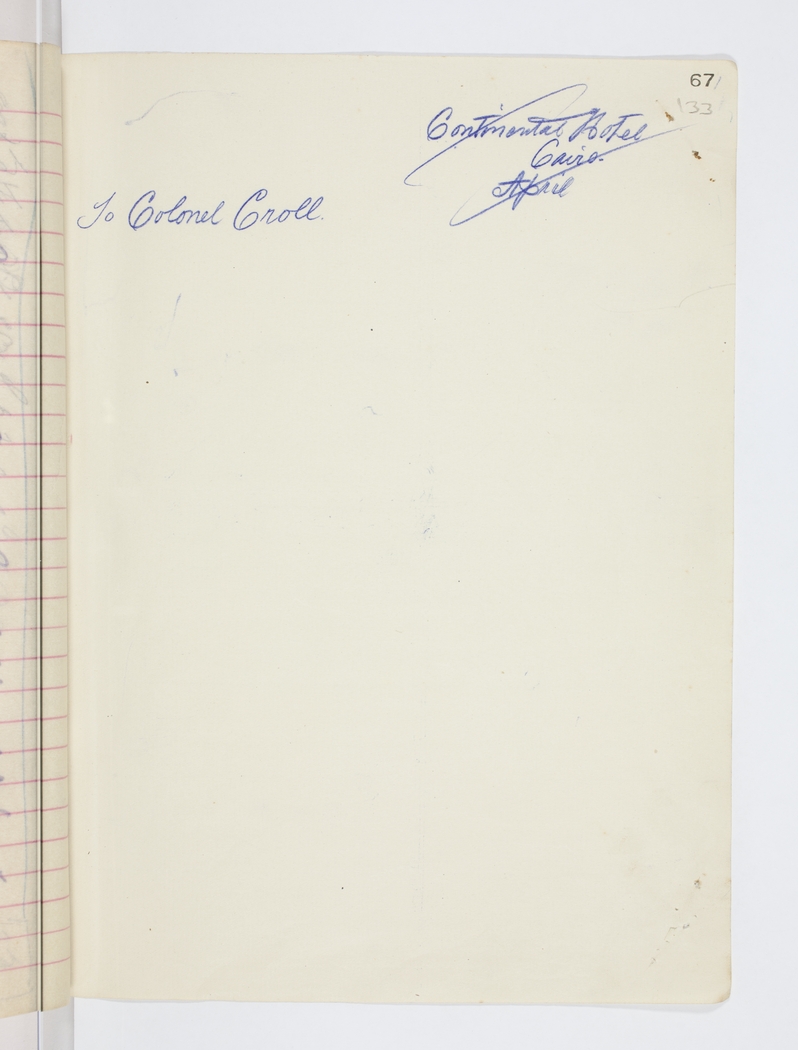 67
133
Continental Hotel
Cairo.
April
To Colonel Croll.